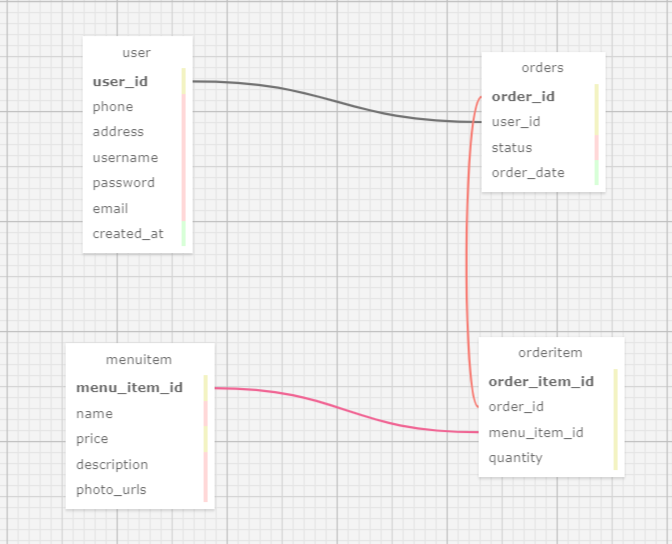 user
user_id
phone
address
username
password
email
created_at
orders
order_id
user_id
status
order_date
menuitem
menu_item_id
name
price
description
photo_urls
orderitem
order_item_id
order_id
menu_item_id
quantity